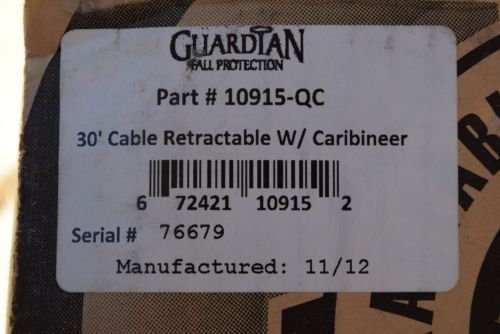 GUARDIAN
FALL PROTECTION
Part # 10915-QC
30' Cable Retractable W/ Caribineer
6 72421 10915 2
Serial # 76679
Manufactured: 11/12